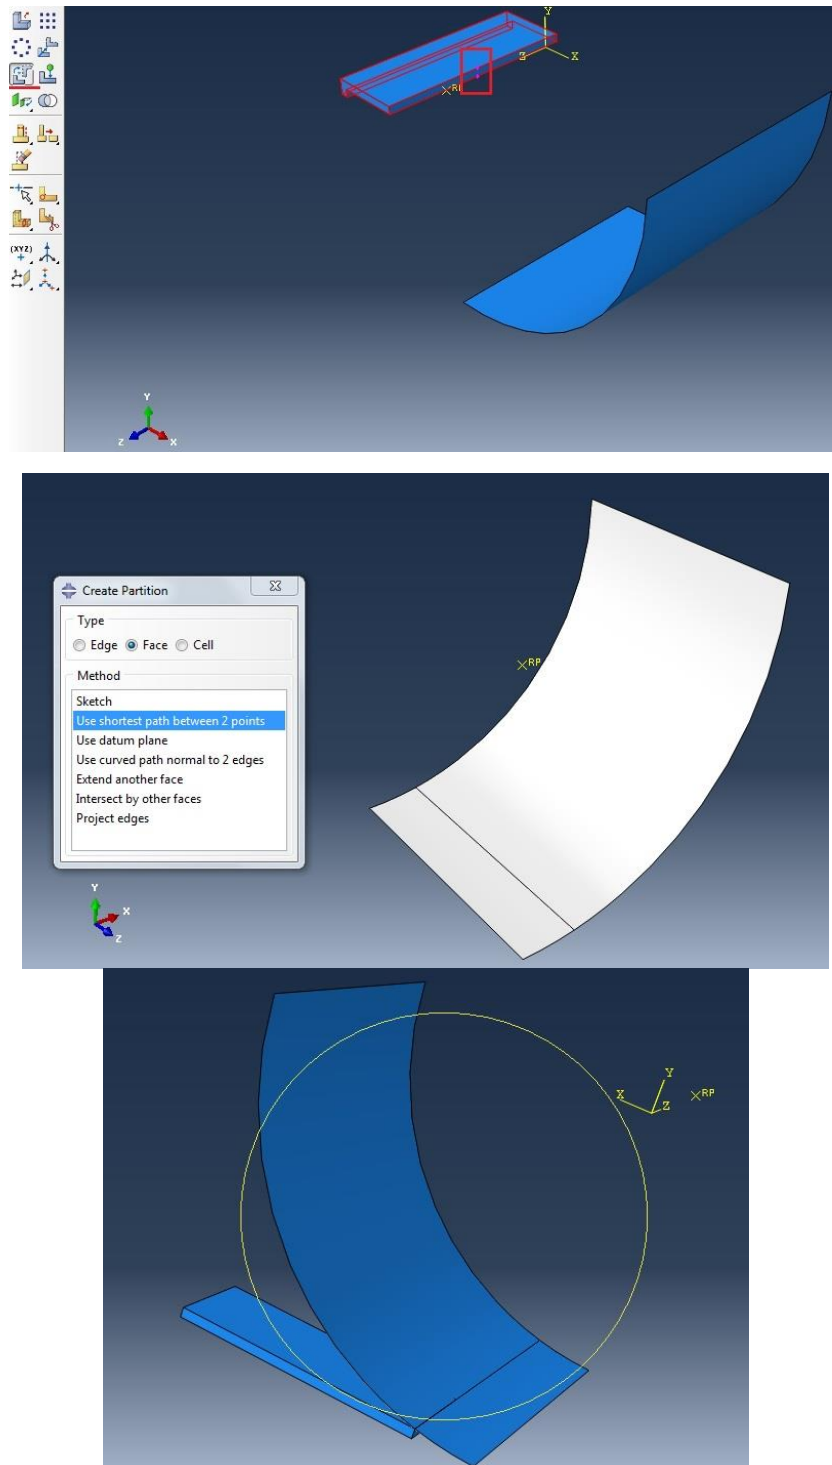 (XYZ)
Y
Z
X
RP
Y
Z
X
Create Partition
Type
Edge Face Cell
Method
Sketch
Use shortest path between 2 points
Use datum plane
Use curved path normal to 2 edges
Extend another face
Intersect by other faces
Project edges
RP
Y
X
Z
Y
X
Z
RP